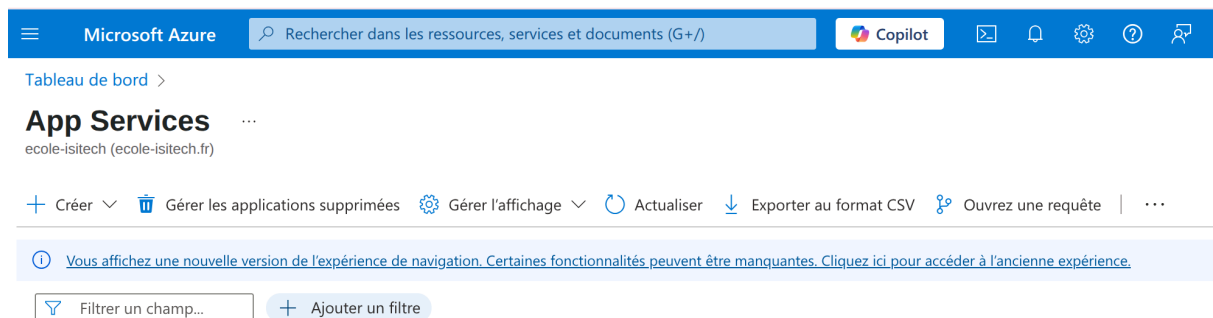 Microsoft Azure Rechercher dans les ressources, services et documents (G+/) Copilot
Tableau de bord >
App Services ...
ecole-isitech (ecole-isitech.fr)
+ Créer Gérer les applications supprimées Gérer l'affichage Actualiser Exporter au format CSV Ouvrez une requête | ...
Vous affichez une nouvelle version de l'expérience de navigation. Certaines fonctionnalités peuvent être manquantes. Cliquez ici pour accéder à l'ancienne expérience.
Filtrer un champ... + Ajouter un filtre